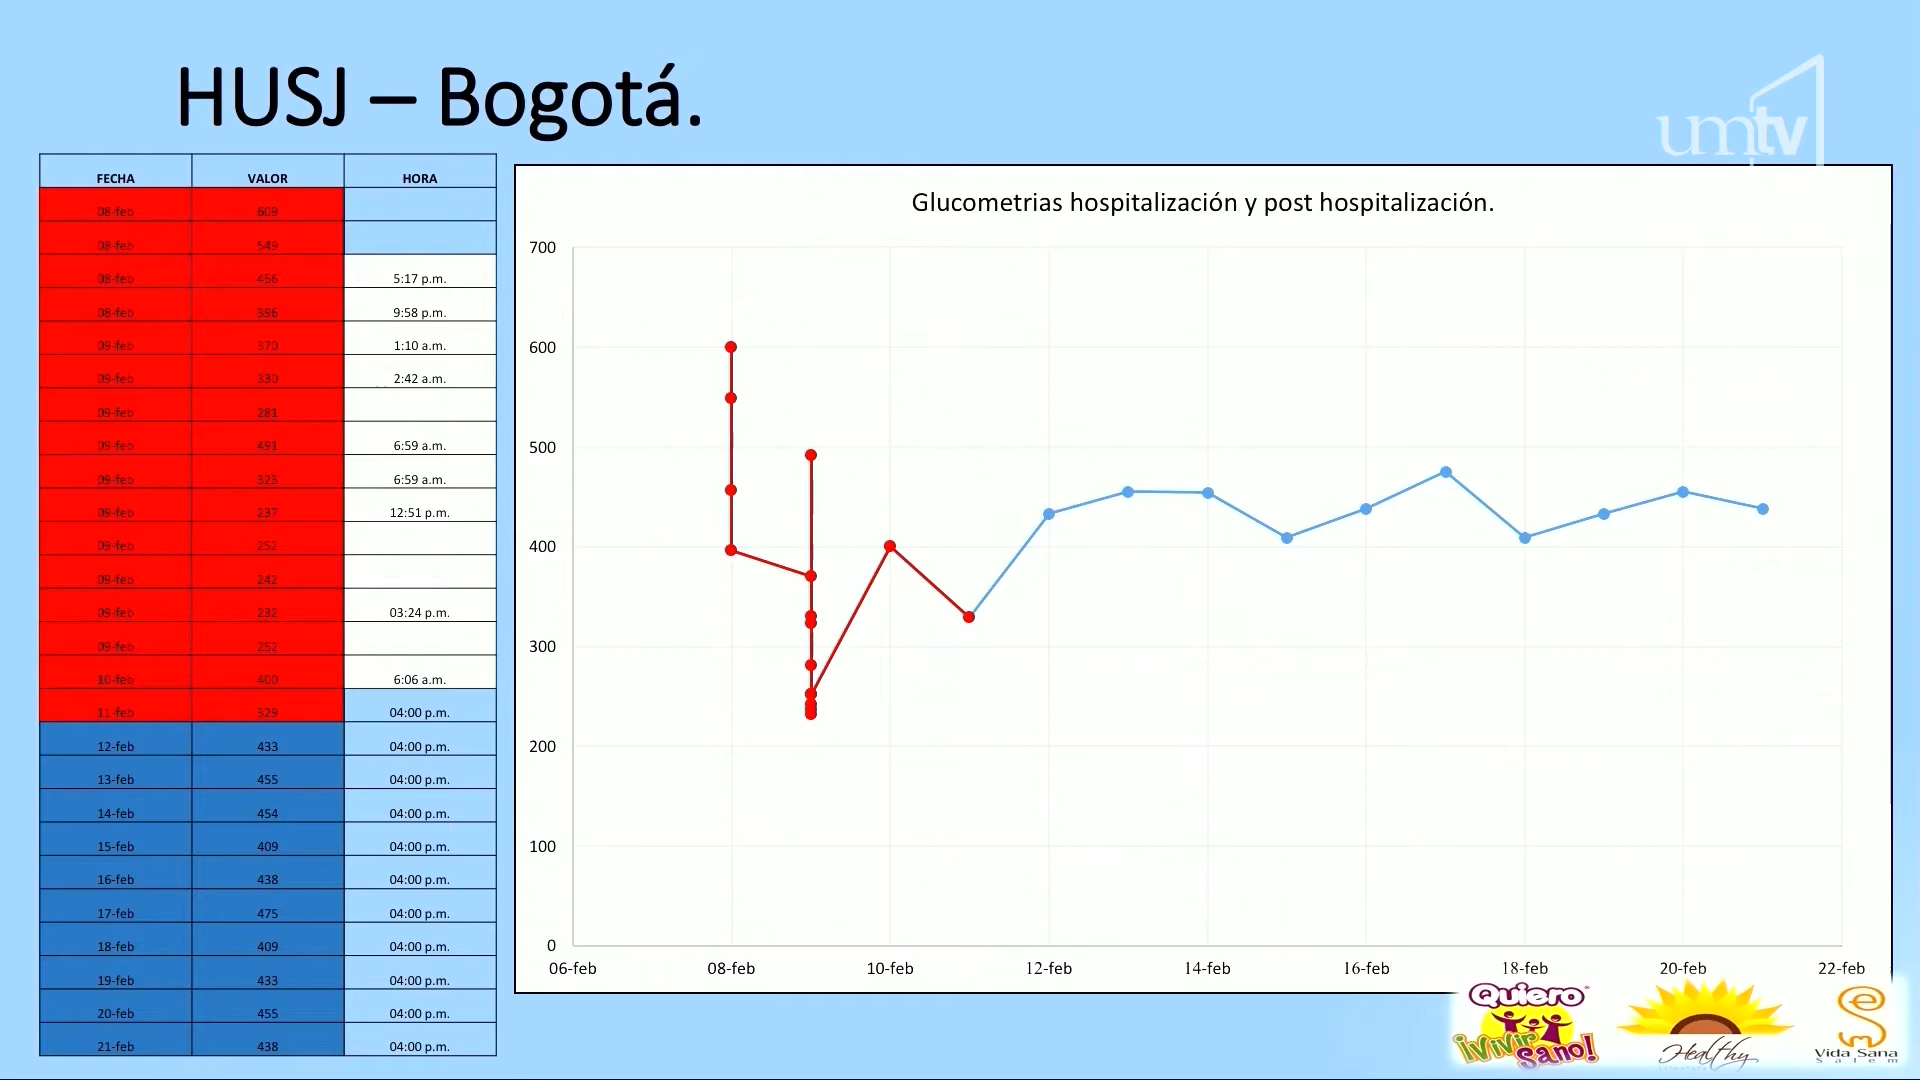 HUSJ – Bogotá.
umtv
FECHA VALOR HORA
08-feb 609
08-feb 549
08-feb 456 5:17 p.m.
08-feb 396 9:58 p.m.
09-feb 370 1:10 a.m.
09-feb 330 2:42 a.m.
09-feb 281
09-feb 491 6:59 a.m.
09-feb 323 6:59 a.m.
09-feb 237 12:51 p.m.
09-feb 252
09-feb 242
09-feb 232 03:24 p.m.
09-feb 252
10-feb 400 6:06 a.m.
11-feb 329 04:00 p.m.
12-feb 433 04:00 p.m.
13-feb 455 04:00 p.m.
14-feb 454 04:00 p.m.
15-feb 409 04:00 p.m.
16-feb 438 04:00 p.m.
17-feb 475 04:00 p.m.
18-feb 409 04:00 p.m.
19-feb 433 04:00 p.m.
20-feb 455 04:00 p.m.
21-feb 438 04:00 p.m.
Glucometrias hospitalización y post hospitalización.
700
600
500
400
300
200
100
0
06-feb 08-feb 10-feb 12-feb 14-feb 16-feb 18-feb 20-feb 22-feb
Quiero
¡Vivir
Sano!
Healthy
Vida Sana
Salem